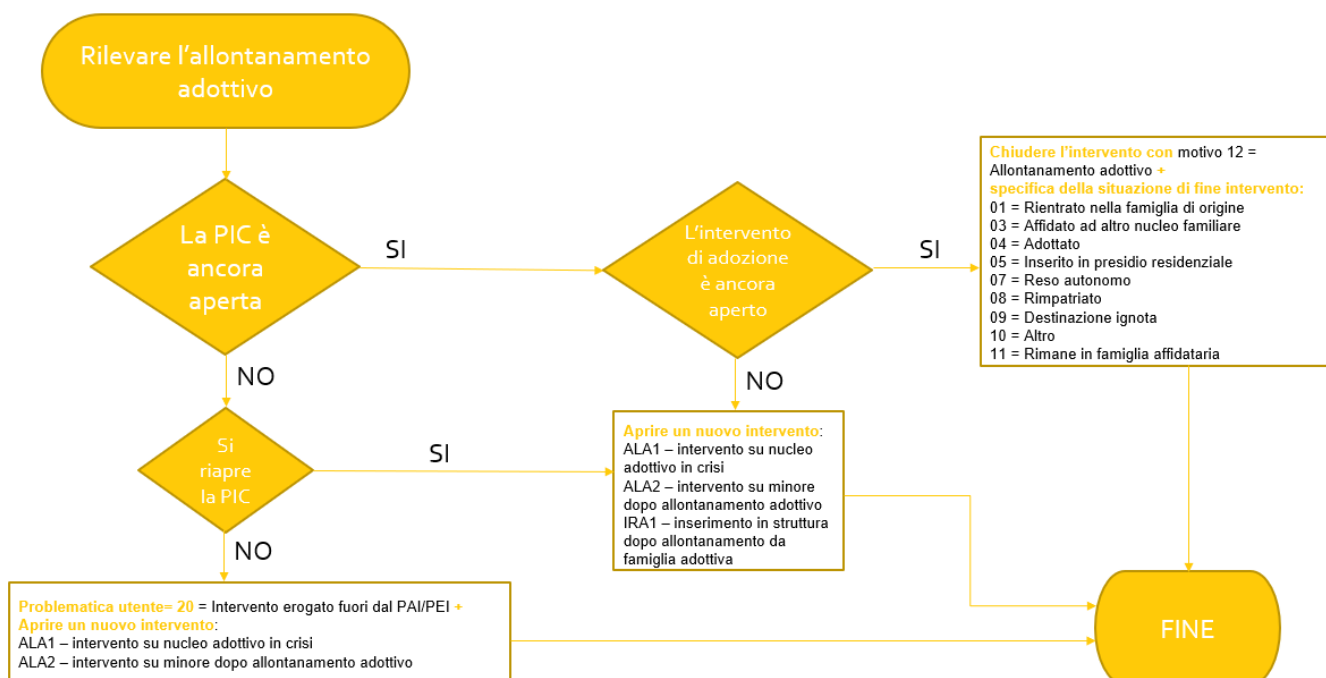 Rilevare l'allontanamento
adottivo
La PIC è
ancora
aperta
SI
L'intervento
di adozione
è ancora
aperto
SI
Chiudere l'intervento con motivo 12 =
Allontanamento adottivo +
specifica della situazione di fine intervento:
01 = Rientrato nella famiglia di origine
03 = Affidato ad altro nucleo familiare
04 = Adottato
05 = Inserito in presidio residenziale
07 = Reso autonomo
08 = Rimpatriato
09 = Destinazione ignota
10 = Altro
11 = Rimane in famiglia affidataria
NO
NO
Si
riapre
la PIC
SI
Aprire un nuovo intervento:
ALA1 – intervento su nucleo
adottivo in crisi
ALA2 – intervento su minore
dopo allontanamento adottivo
IRA1 – inserimento in struttura
dopo allontanamento da
famiglia adottiva
NO
Problematica utente= 20 = Intervento erogato fuori dal PAI/PEI +
Aprire un nuovo intervento:
ALA1 – intervento su nucleo adottivo in crisi
ALA2 – intervento su minore dopo allontanamento adottivo
FINE